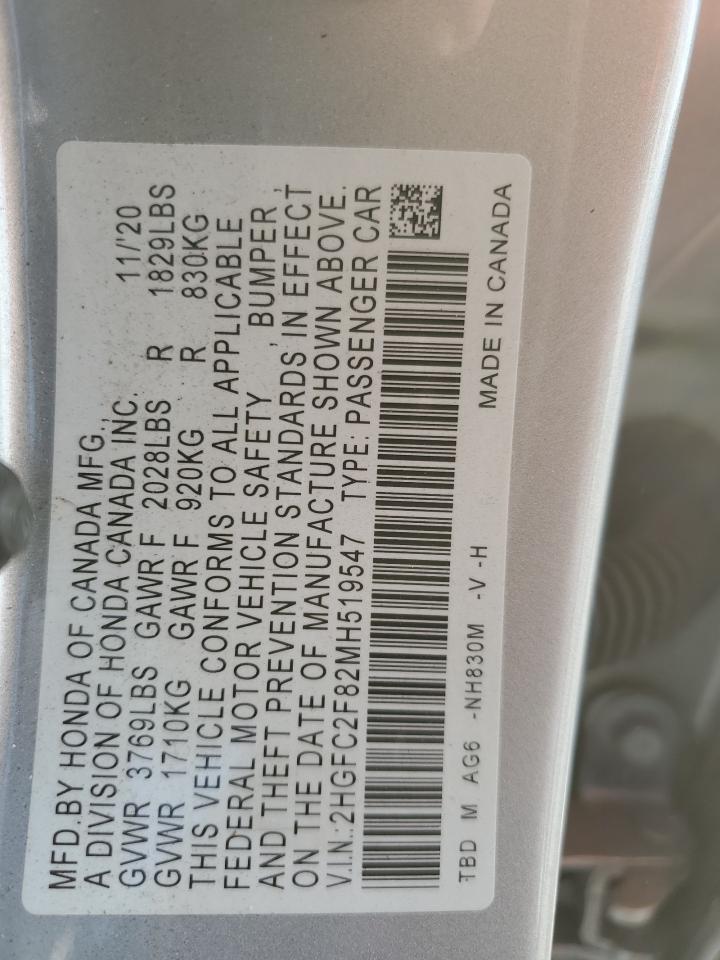 MFD.BY HONDA OF CANADA MFG.,
A DIVISION OF HONDA CANADA INC. 11/'20
GVWR 3769LBS GAWR F 2028LBS R 1829LBS
GVWR 1710KG GAWR F 920KG R 830KG
THIS VEHICLE CONFORMS TO ALL APPLICABLE
FEDERAL MOTOR VEHICLE SAFETY , BUMPER ,
AND THEFT PREVENTION STANDARDS IN EFFECT
ON THE DATE OF MANUFACTURE SHOWN ABOVE.
V.I.N.:2HGFC2F82MH519547 TYPE: PASSENGER CAR
TBD M AG6 -NH830M -V -H
MADE IN CANADA